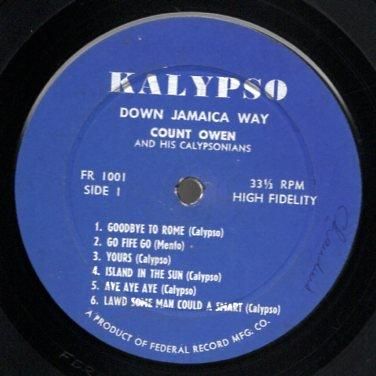 KALYPSO
DOWN JAMAICA WAY
COUNT OWEN
AND HIS CALYPSONIANS
FR 1001
SIDE 1
33⅓ RPM
HIGH FIDELITY
1. GOODBYE TO ROME (Calypso)
2. GO FIFE GO (Mento)
3. YOURS (Calypso)
4. ISLAND IN THE SUN (Calypso)
5. AVE AYE AYE (Calypso)
6. LAWD SOME MAN COULD A SMART (Calypso)
A PRODUCT OF FEDERAL RECORD MFG. CO.